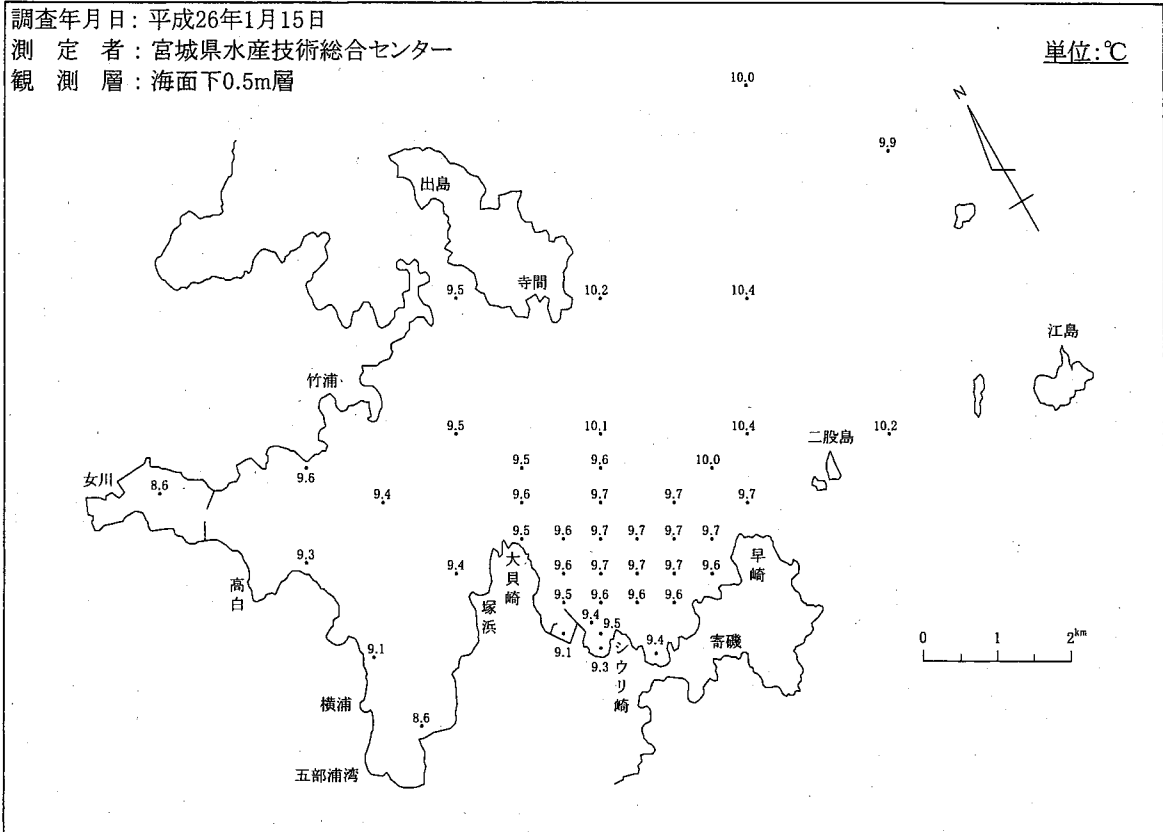 調査年月日：平成26年1月15日
測　定　者：宮城県水産技術総合センター
観　測　層：海面下0.5m層
単位:℃
10.0
N
9.9
出島
寺間
9.5
10.2
10.4
江島
竹浦
9.5
10.1
10.4
二股島
10.2
女川
8.6
9.6
9.5
9.6
10.0
9.4
9.6
9.7
9.7
9.7
9.5
9.6
9.7
9.7
9.7
9.7
9.3
9.4
大貝崎
9.6
9.7
9.7
9.7
9.6
早崎
高白
塚浜
9.5
9.6
9.6
9.6
9.4
9.5
9.1
9.1
9.3
シウリ崎
9.4
寄磯
0 1 2km
横浦
8.6
五部浦湾